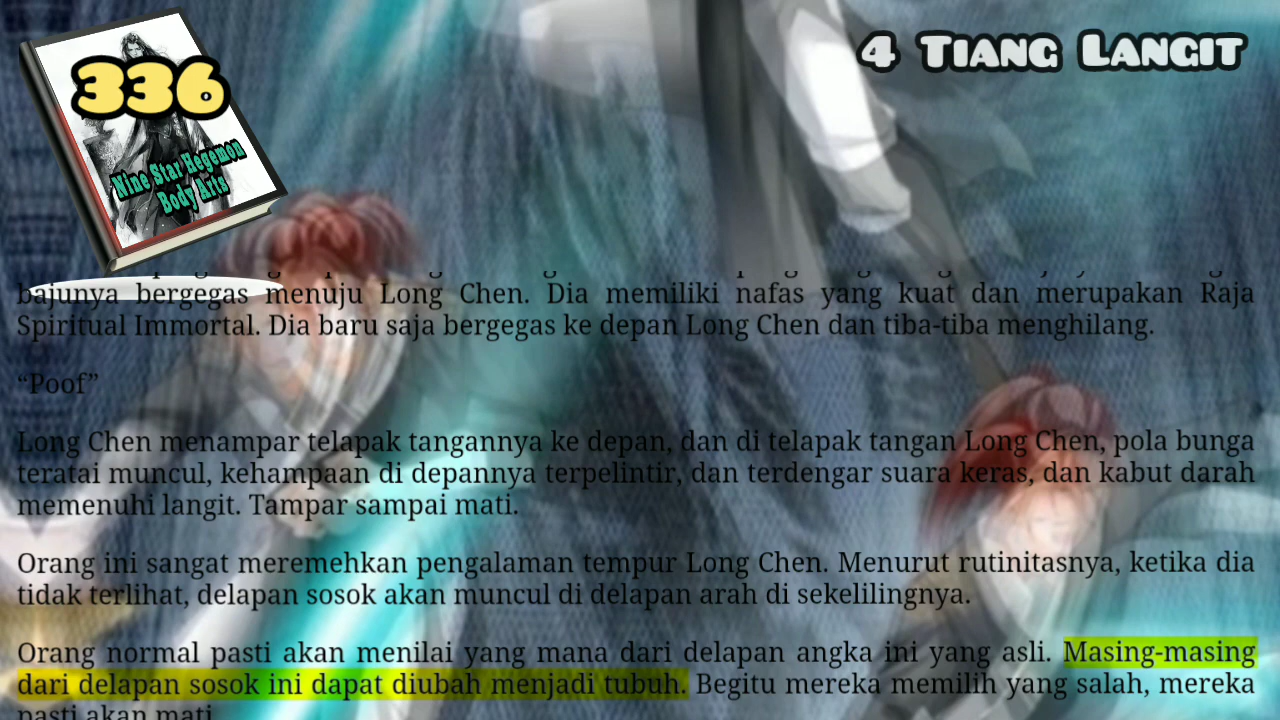 336
4 Tiang Langit
Nine Star Hegemon
Body Arts
bajunya bergegas menuju Long Chen. Dia memiliki nafas yang kuat dan merupakan Raja
Spiritual Immortal. Dia baru saja bergegas ke depan Long Chen dan tiba-tiba menghilang.
“Poof”
Long Chen menampar telapak tangannya ke depan, dan di telapak tangan Long Chen, pola bunga
teratai muncul, kehampaan di depannya terpelintir, dan terdengar suara keras, dan kabut darah
memenuhi langit. Tampar sampai mati.
Orang ini sangat meremehkan pengalaman tempur Long Chen. Menurut rutinitasnya, ketika dia
tidak terlihat, delapan sosok akan muncul di delapan arah di sekelilingnya.
Orang normal pasti akan menilai yang mana dari delapan angka ini yang asli. Masing-masing
dari delapan sosok ini dapat diubah menjadi tubuh. Begitu mereka memilih yang salah, mereka
pasti akan mati